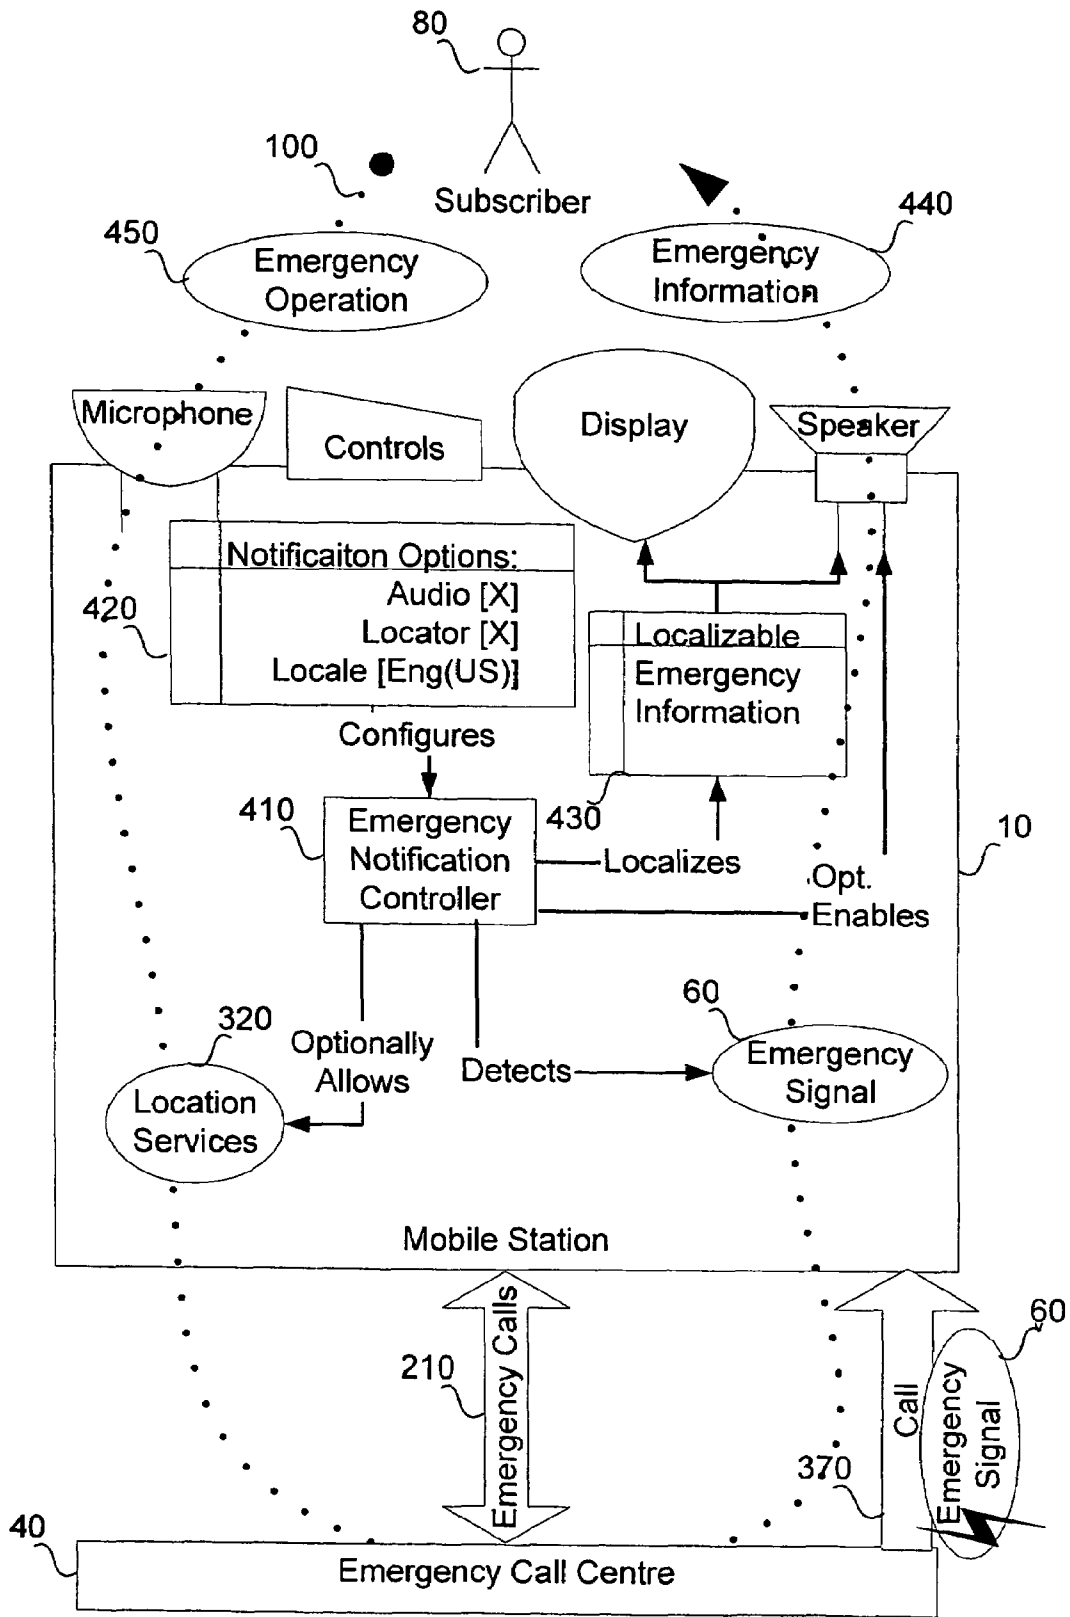 80
100
Subscriber
450
440
Emergency
Operation
Emergency
Information
Microphone
Controls
Display
Speaker
Notificaiton Options:
Audio [X]
Locator [X]
Locale [Eng(US)]
420
Localizable
Emergency
Information
Configures
430
410
Emergency
Notification
Controller
Localizes
10
Opt.
Enables
320
Optionally
Allows
60
Detects
Emergency
Signal
Location
Services
Mobile Station
210
Emergency Calls
Call
60
Emergency
Signal
370
40
Emergency Call Centre